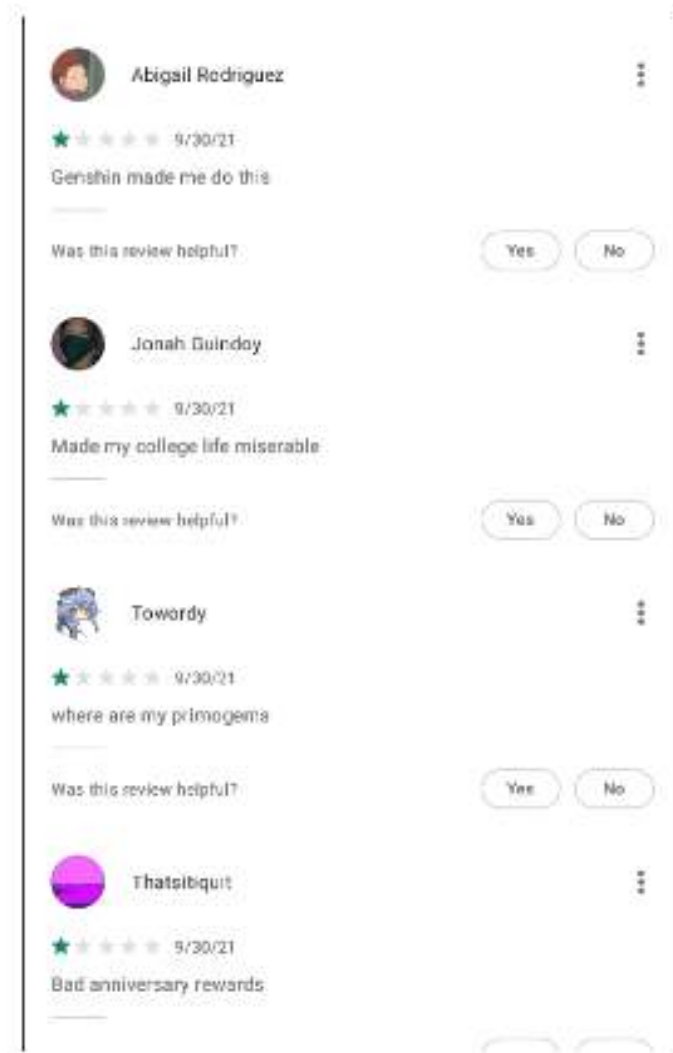 Abigail Rodriguez
9/30/21
Genshin made me do this
Was this review helpful?
Yes
No
Jonah Guindoy
9/30/21
Made my college life miserable
Was this review helpful?
Yes
No
Towordy
9/30/21
where are my primogems
Was this review helpful?
Yes
No
Thatsitiquit
9/30/21
Bad anniversary rewards